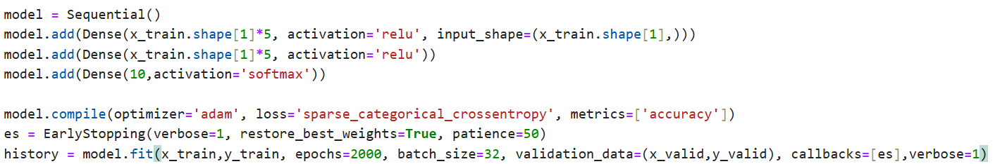 model = Sequential()
model.add(Dense(x_train.shape[1]*5, activation='relu', input_shape=(x_train.shape[1],)))
model.add(Dense(x_train.shape[1]*5, activation='relu'))
model.add(Dense(10,activation='softmax'))
model.compile(optimizer='adam', loss='sparse_categorical_crossentropy', metrics=['accuracy'])
es = EarlyStopping(verbose=1, restore_best_weights=True, patience=50)
history = model.fit(x_train,y_train, epochs=2000, batch_size=32, validation_data=(x_valid,y_valid), callbacks=[es],verbose=1)